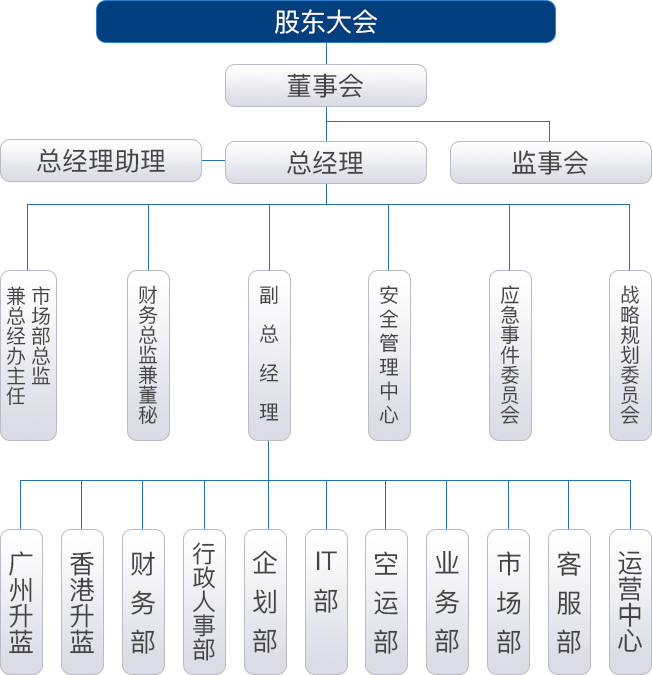 股东大会
董事会
总经理助理
总经理
监事会
市场部总监
兼总经办主任
财务总监兼董秘
副总经理
安全管理中心
应急事件委员会
战略规划委员会
广州升蓝
香港升蓝
财务部
行政人事部
企划部
IT部
空运部
业务部
市场部
客服部
运营中心